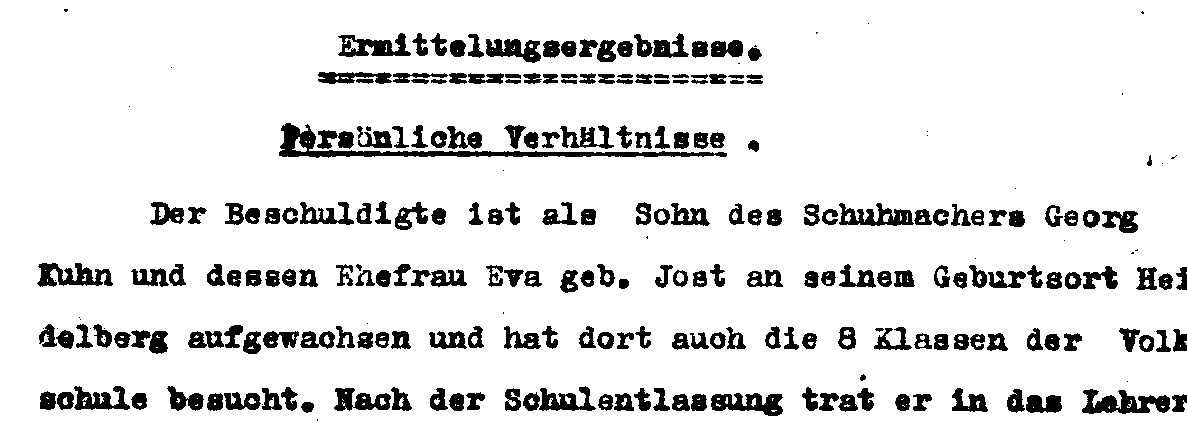 Ermittelungsergebnisse.
========================
Persönliche Verhältnisse .
Der Beschuldigte ist als Sohn des Schuhmachers Georg
Kuhn und dessen Ehefrau Eva geb. Jost an seinem Geburtsort Hei
delberg aufgewachsen und hat dort auch die 8 Klassen der Volk
schule besucht. Nach der Schulentlassung trat er in das Lehrer